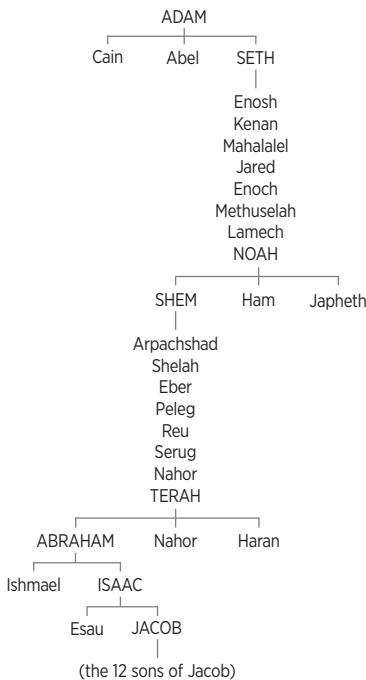 ADAM
Cain Abel SETH
Enosh
Kenan
Mahalalel
Jared
Enoch
Methuselah
Lamech
NOAH
SHEM Ham Japheth
Arpachshad
Shelah
Eber
Peleg
Reu
Serug
Nahor
TERAH
ABRAHAM Nahor Haran
Ishmael ISAAC
Esau JACOB
(the 12 sons of Jacob)